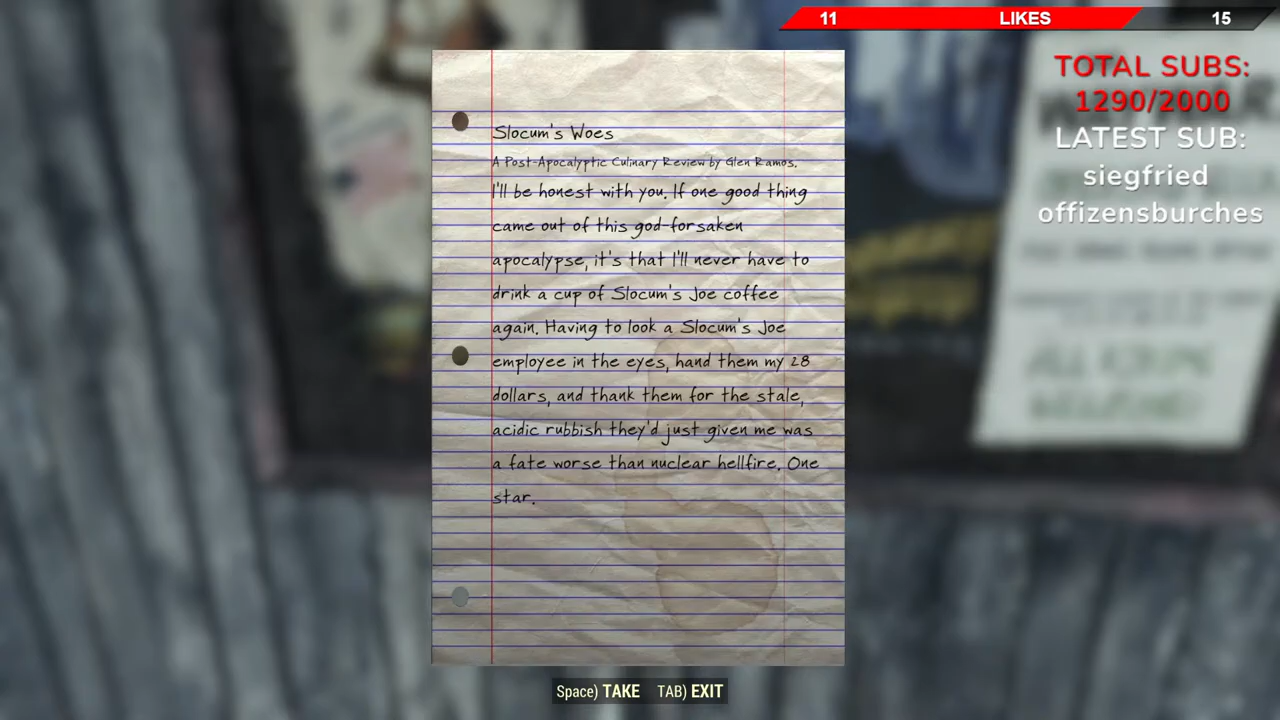 11 LIKES 15
TOTAL SUBS:
1290/2000
LATEST SUB:
siegfried
offizensburches
Slocum's Woes
A Post-Apocalyptic Culinary Review by Glen Ramos.
I'll be honest with you. If one good thing
came out of this god-forsaken
apocalypse, it's that I'll never have to
drink a cup of Slocum's Joe coffee
again. Having to look a Slocum's Joe
employee in the eyes, hand them my 28
dollars, and thank them for the stale,
acidic rubbish they'd just given me was
a fate worse than nuclear hellfire. One
star.
Space) TAKE TAB) EXIT